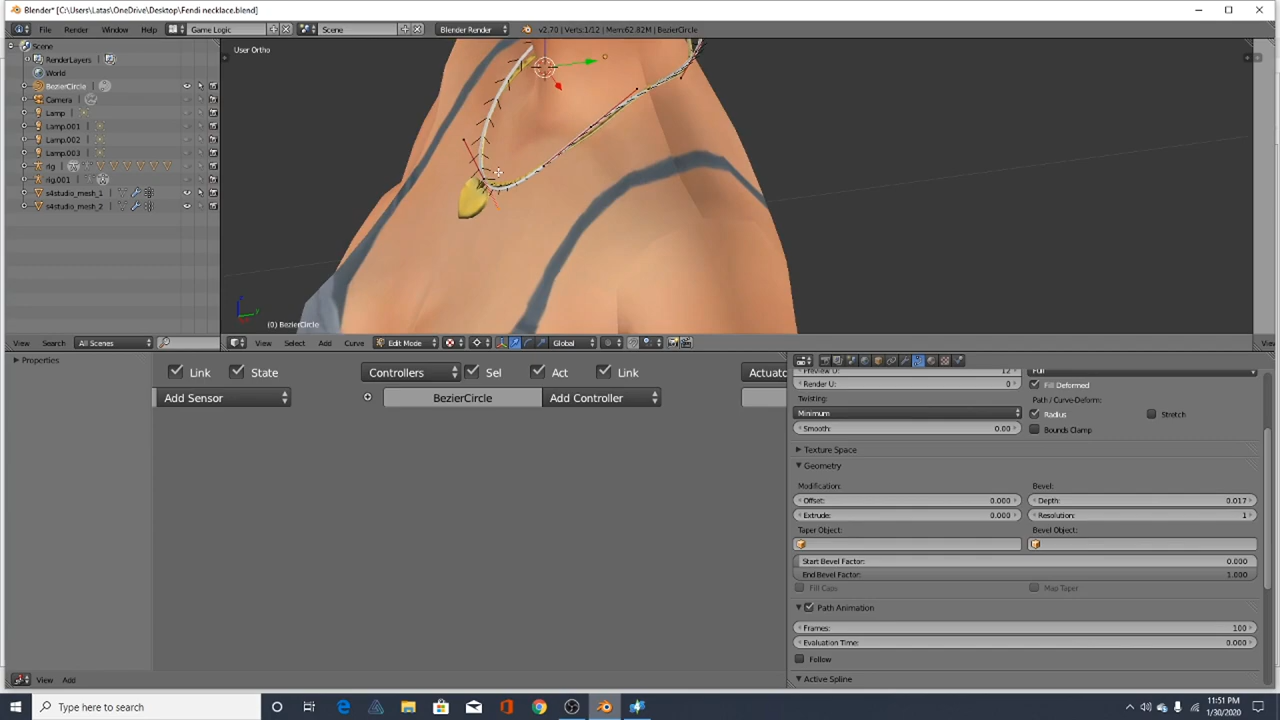 Blender* [C:\Users\Latas\OneDrive\Desktop\Fendi necklace.blend]
File Render Window Help Game Logic Scene Blender Render v2.70 | Verts:1/12 | Mem:62.82M | BezierCircle
Scene
RenderLayers
World
BezierCircle
Camera
Lamp
Lamp.001
Lamp.002
Lamp.003
rig
rig.001
s4studio_mesh_1
s4studio_mesh_2
User Ortho
(0) BezierCircle
View Search All Scenes
View Select Add Curve Edit Mode Global
Properties
Link State Controllers Sel Act Link Actuato
Add Sensor BezierCircle Add Controller
View Add
Preview U: 12 Full
Render U: 0 Fill Deformed
Twisting: Path / Curve-Deform:
Minimum Radius Stretch
Smooth: 0.00 Bounds Clamp
Texture Space
Geometry
Modification: Bevel:
Offset: 0.000 Depth: 0.017
Extrude: 0.000 Resolution: 1
Taper Object: Bevel Object:
Start Bevel Factor: 0.000
End Bevel Factor: 1.000
Fill Caps Map Taper
Path Animation
Frames: 100
Evaluation Time: 0.000
Follow
Active Spline
Type here to search
11:51 PM
1/30/2020